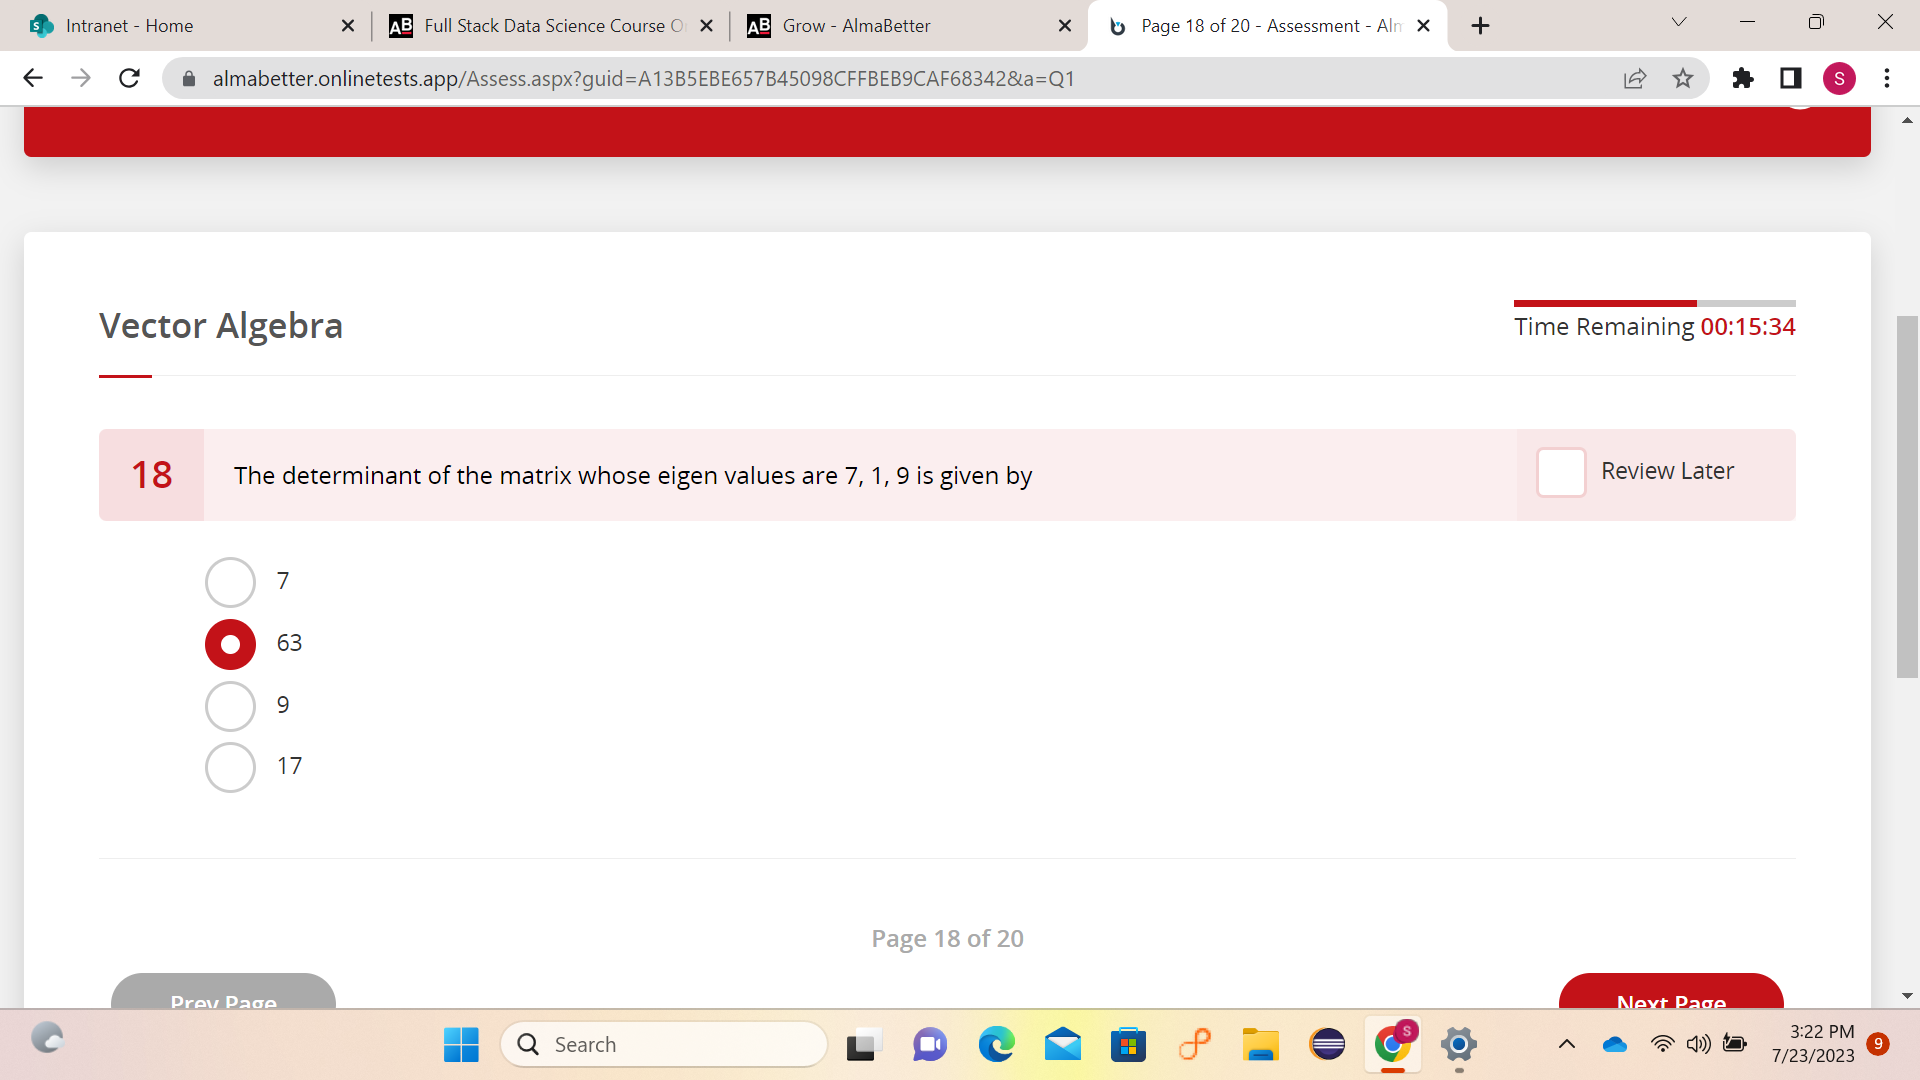 Intranet - Home
AB Full Stack Data Science Course O
AB Grow - AlmaBetter
Page 18 of 20 - Assessment - Alm
almabetter.onlinetests.app/Assess.aspx?guid=A13B5EBE657B45098CFFBEB9CAF68342&a=Q1
S
Vector Algebra
Time Remaining 00:15:34
18 The determinant of the matrix whose eigen values are 7, 1, 9 is given by
Review Later
7
63
9
17
Page 18 of 20
Prev Page
Next Page
Search
S
3:22 PM
7/23/2023
9